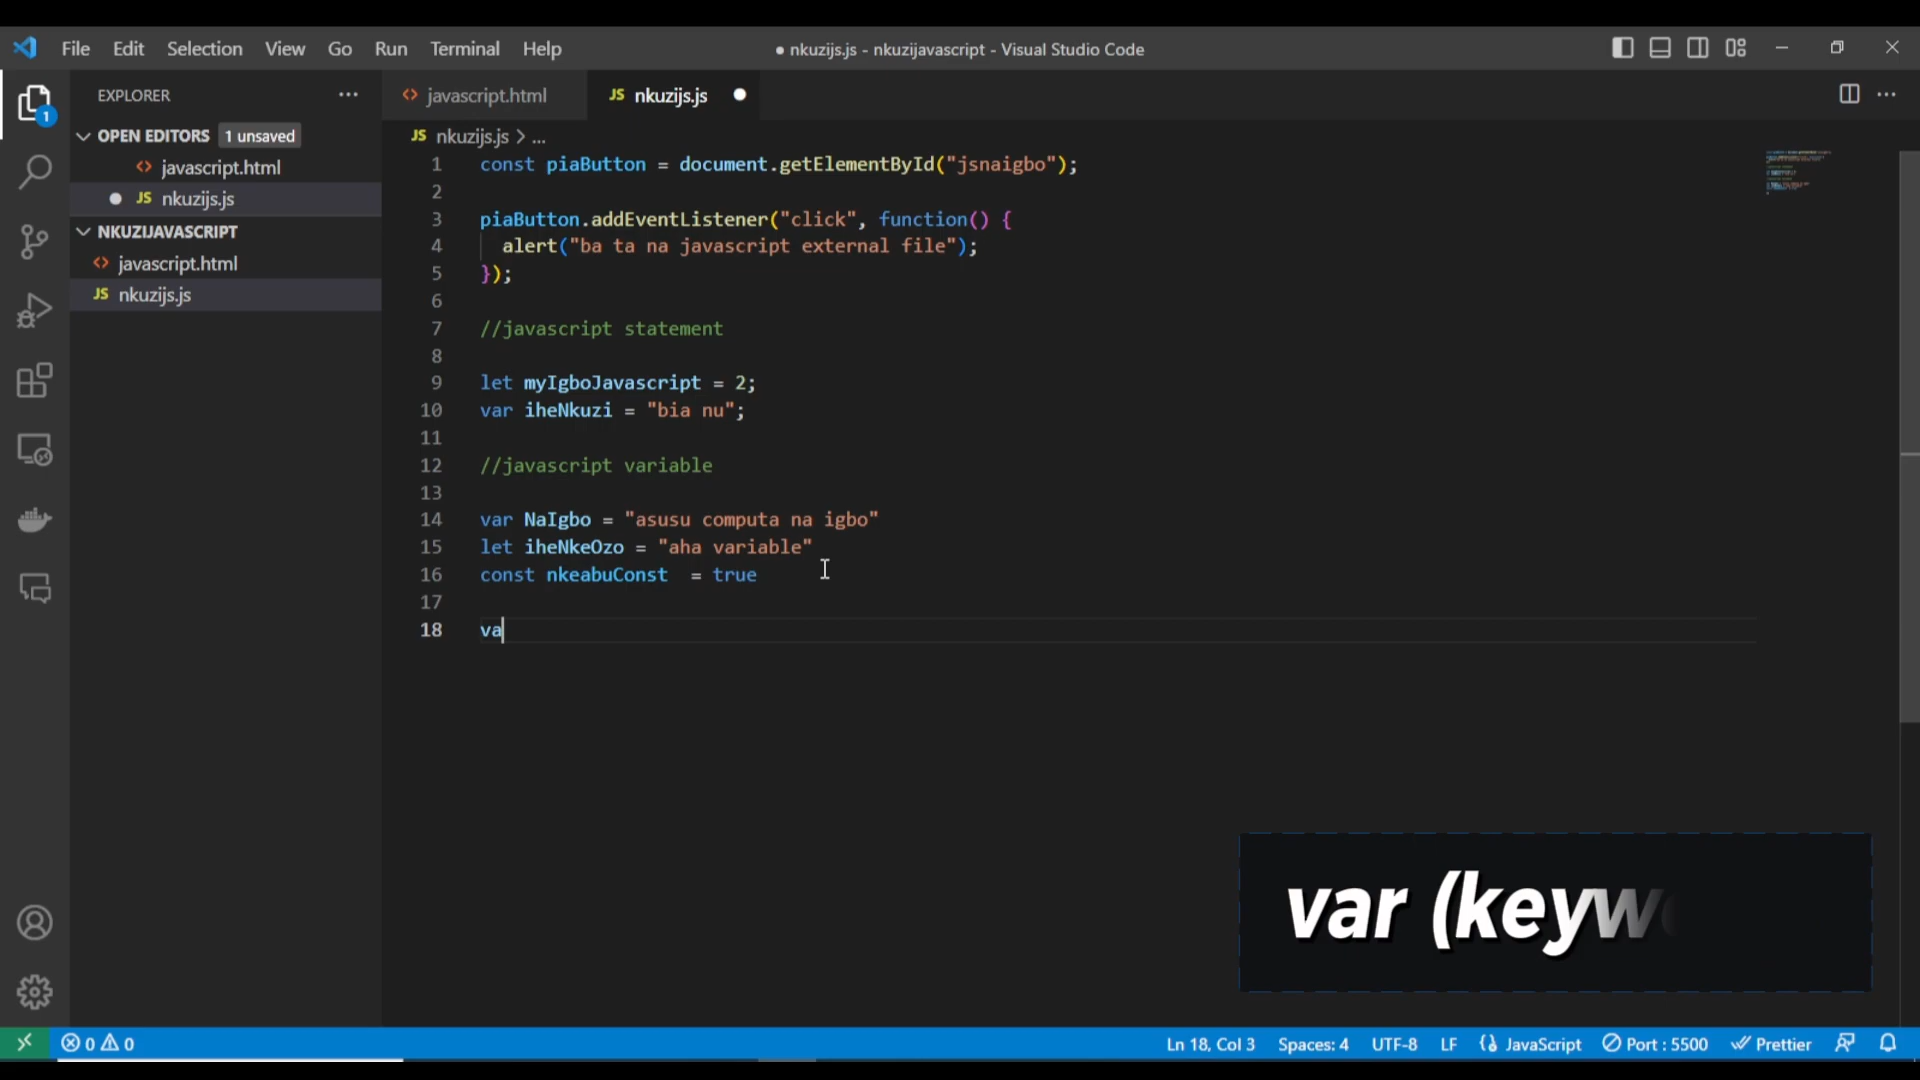 File Edit Selection View Go Run Terminal Help
● nkuzijs.js - nkuzijavascript - Visual Studio Code
EXPLORER
javascript.html
JS nkuzijs.js
OPEN EDITORS 1 unsaved
javascript.html
JS nkuzijs.js
NKUZIJAVASCRIPT
javascript.html
JS nkuzijs.js
1
JS nkuzijs.js > ...
1 const piaButton = document.getElementById("jsnaigbo");
2
3 piaButton.addEventListener("click", function() {
4 alert("ba ta na javascript external file");
5 });
6
7 //javascript statement
8
9 let myIgboJavascript = 2;
10 var iheNkuzi = "bia nu";
11
12 //javascript variable
13
14 var NaIgbo = "asusu computa na igbo"
15 let iheNkeOzo = "aha variable"
16 const nkeabuConst  = true
17
18 va
var (keyw
0 0
Ln 18, Col 3 Spaces: 4 UTF-8 LF JavaScript Port : 5500 Prettier